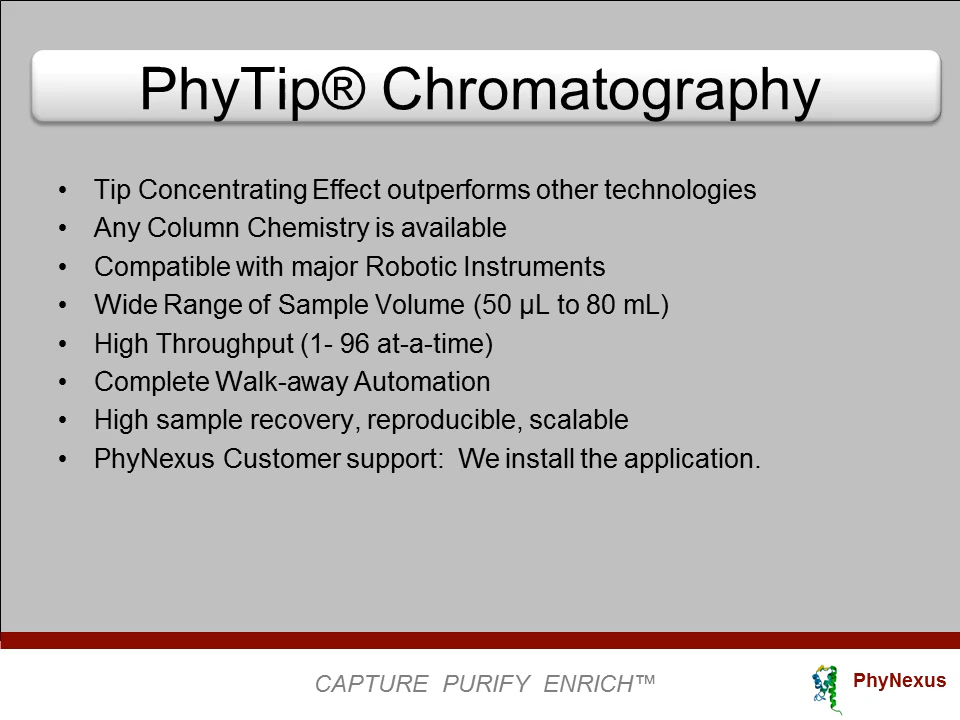 PhyTip® Chromatography
• Tip Concentrating Effect outperforms other technologies
• Any Column Chemistry is available
• Compatible with major Robotic Instruments
• Wide Range of Sample Volume (50 µL to 80 mL)
• High Throughput (1- 96 at-a-time)
• Complete Walk-away Automation
• High sample recovery, reproducible, scalable
• PhyNexus Customer support:  We install the application.
CAPTURE  PURIFY  ENRICH™
PhyNexus